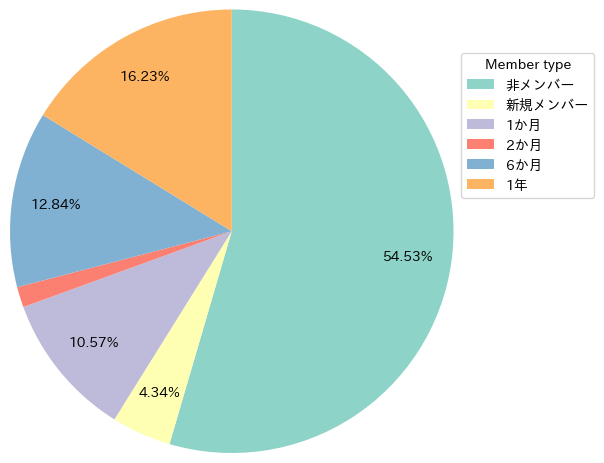 Member type
非メンバー
新規メンバー
1か月
2か月
6か月
1年
16.23%
12.84%
54.53%
10.57%
4.34%